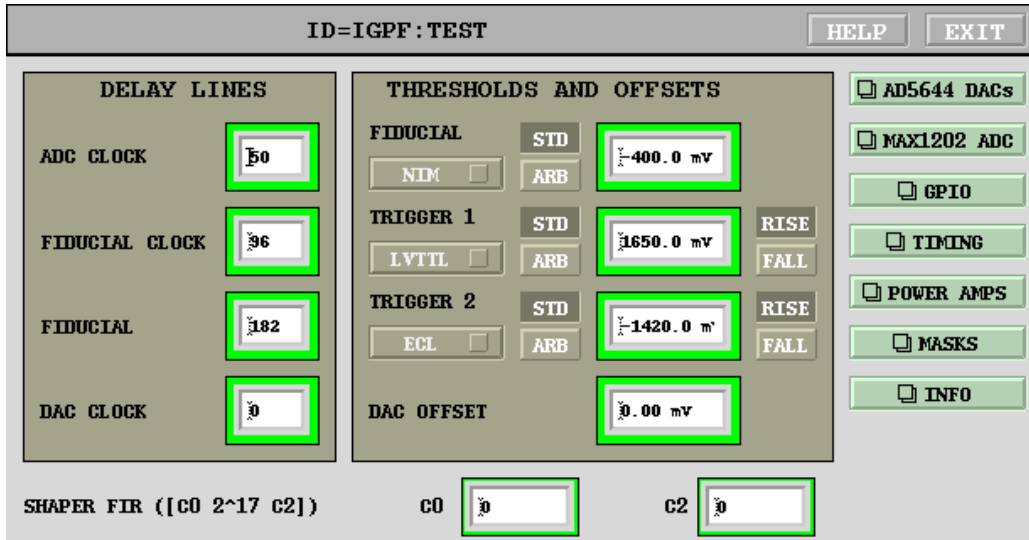 ID=IGPF:TEST
HELP
EXIT
DELAY LINES
ADC CLOCK
50
FIDUCIAL CLOCK
96
FIDUCIAL
182
DAC CLOCK
0
THRESHOLDS AND OFFSETS
FIDUCIAL
NIM
STD
ARB
-400.0 mV
TRIGGER 1
LVTTL
STD
ARB
1650.0 mV
RISE
FALL
TRIGGER 2
ECL
STD
ARB
-1420.0 m
RISE
FALL
DAC OFFSET
0.00 mV
AD5644 DACs
MAX1202 ADC
GPIO
TIMING
POWER AMPS
MASKS
INFO
SHAPER FIR ([C0 2^17 C2])
C0
0
C2
0